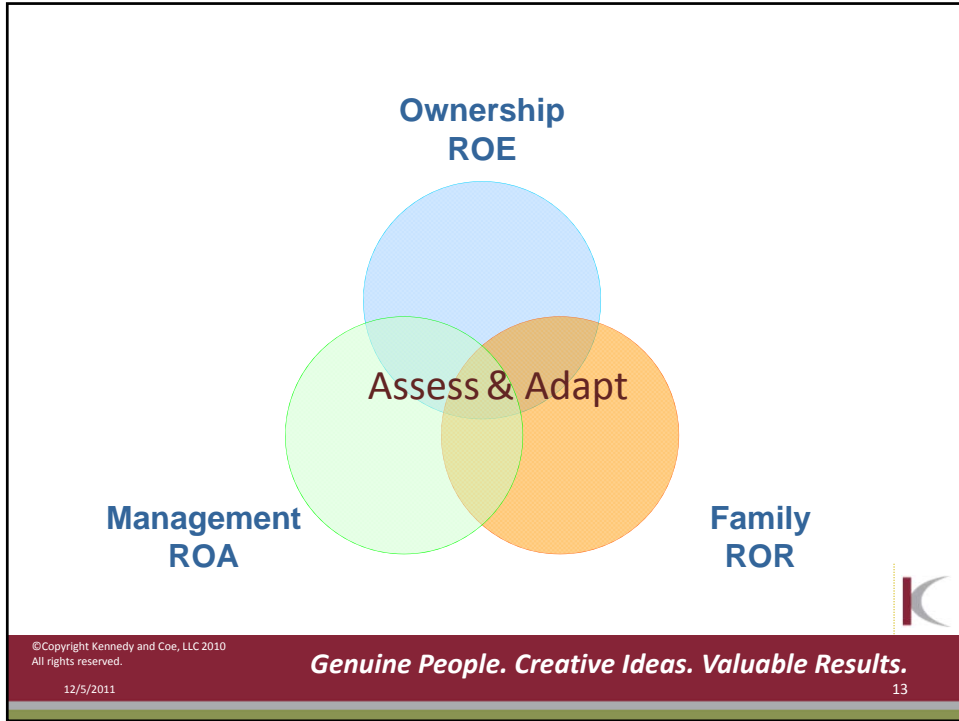 Ownership
ROE
Assess & Adapt
Management
ROA
Family
ROR
©Copyright Kennedy and Coe, LLC 2010
All rights reserved.
Genuine People. Creative Ideas. Valuable Results.
12/5/2011
13